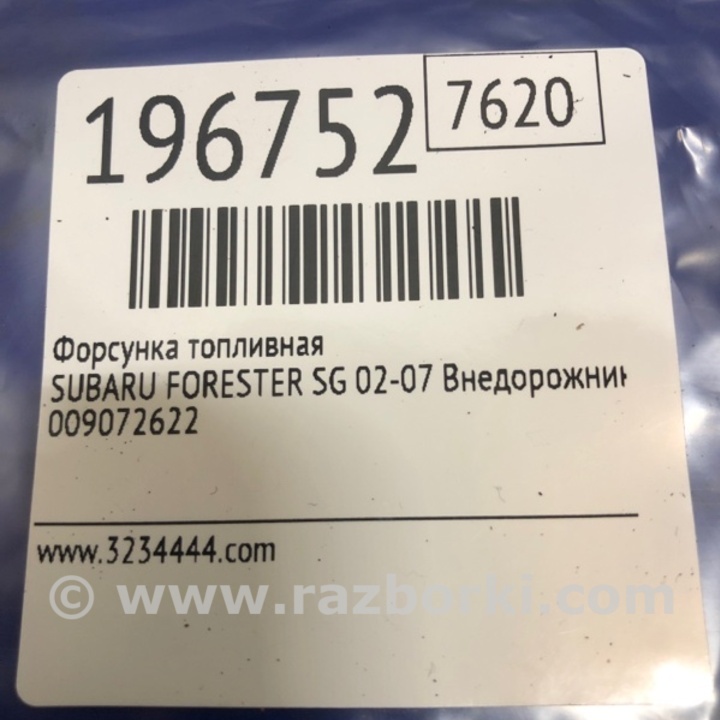 196752
7620
Форсунка топливная
SUBARU FORESTER SG 02-07 Внедорожник
009072622
www.3234444.com
© www.razborki.com